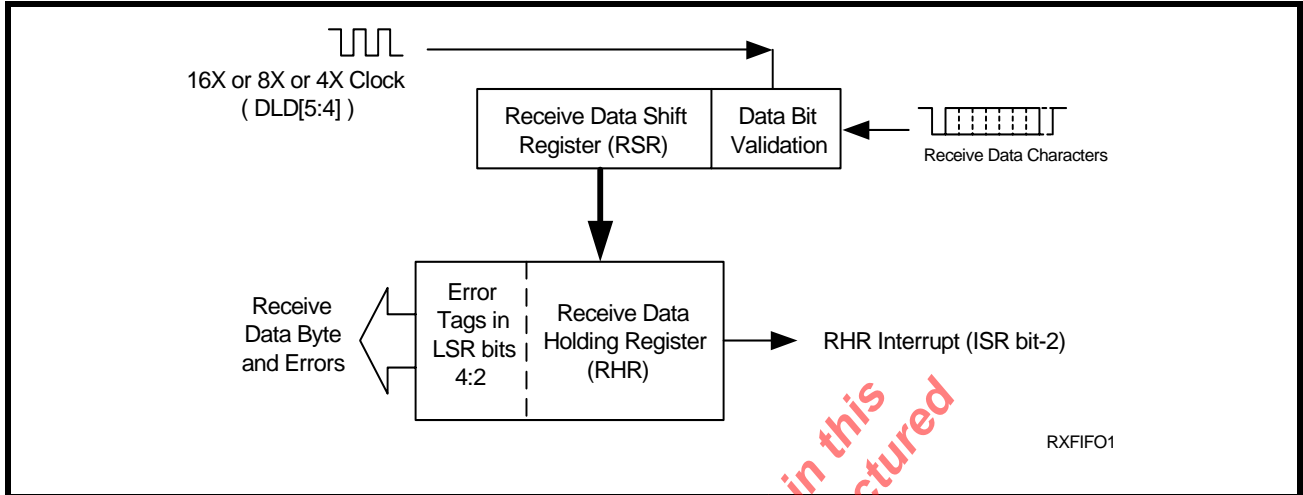 16X or 8X or 4X Clock
( DLD[5:4] )
Receive Data Shift
Register (RSR)
Data Bit
Validation
Receive Data Characters
Receive
Data Byte
and Errors
Error
Tags in
LSR bits
4:2
Receive Data
Holding Register
(RHR)
RHR Interrupt (ISR bit-2)
in this
RXFIFO1